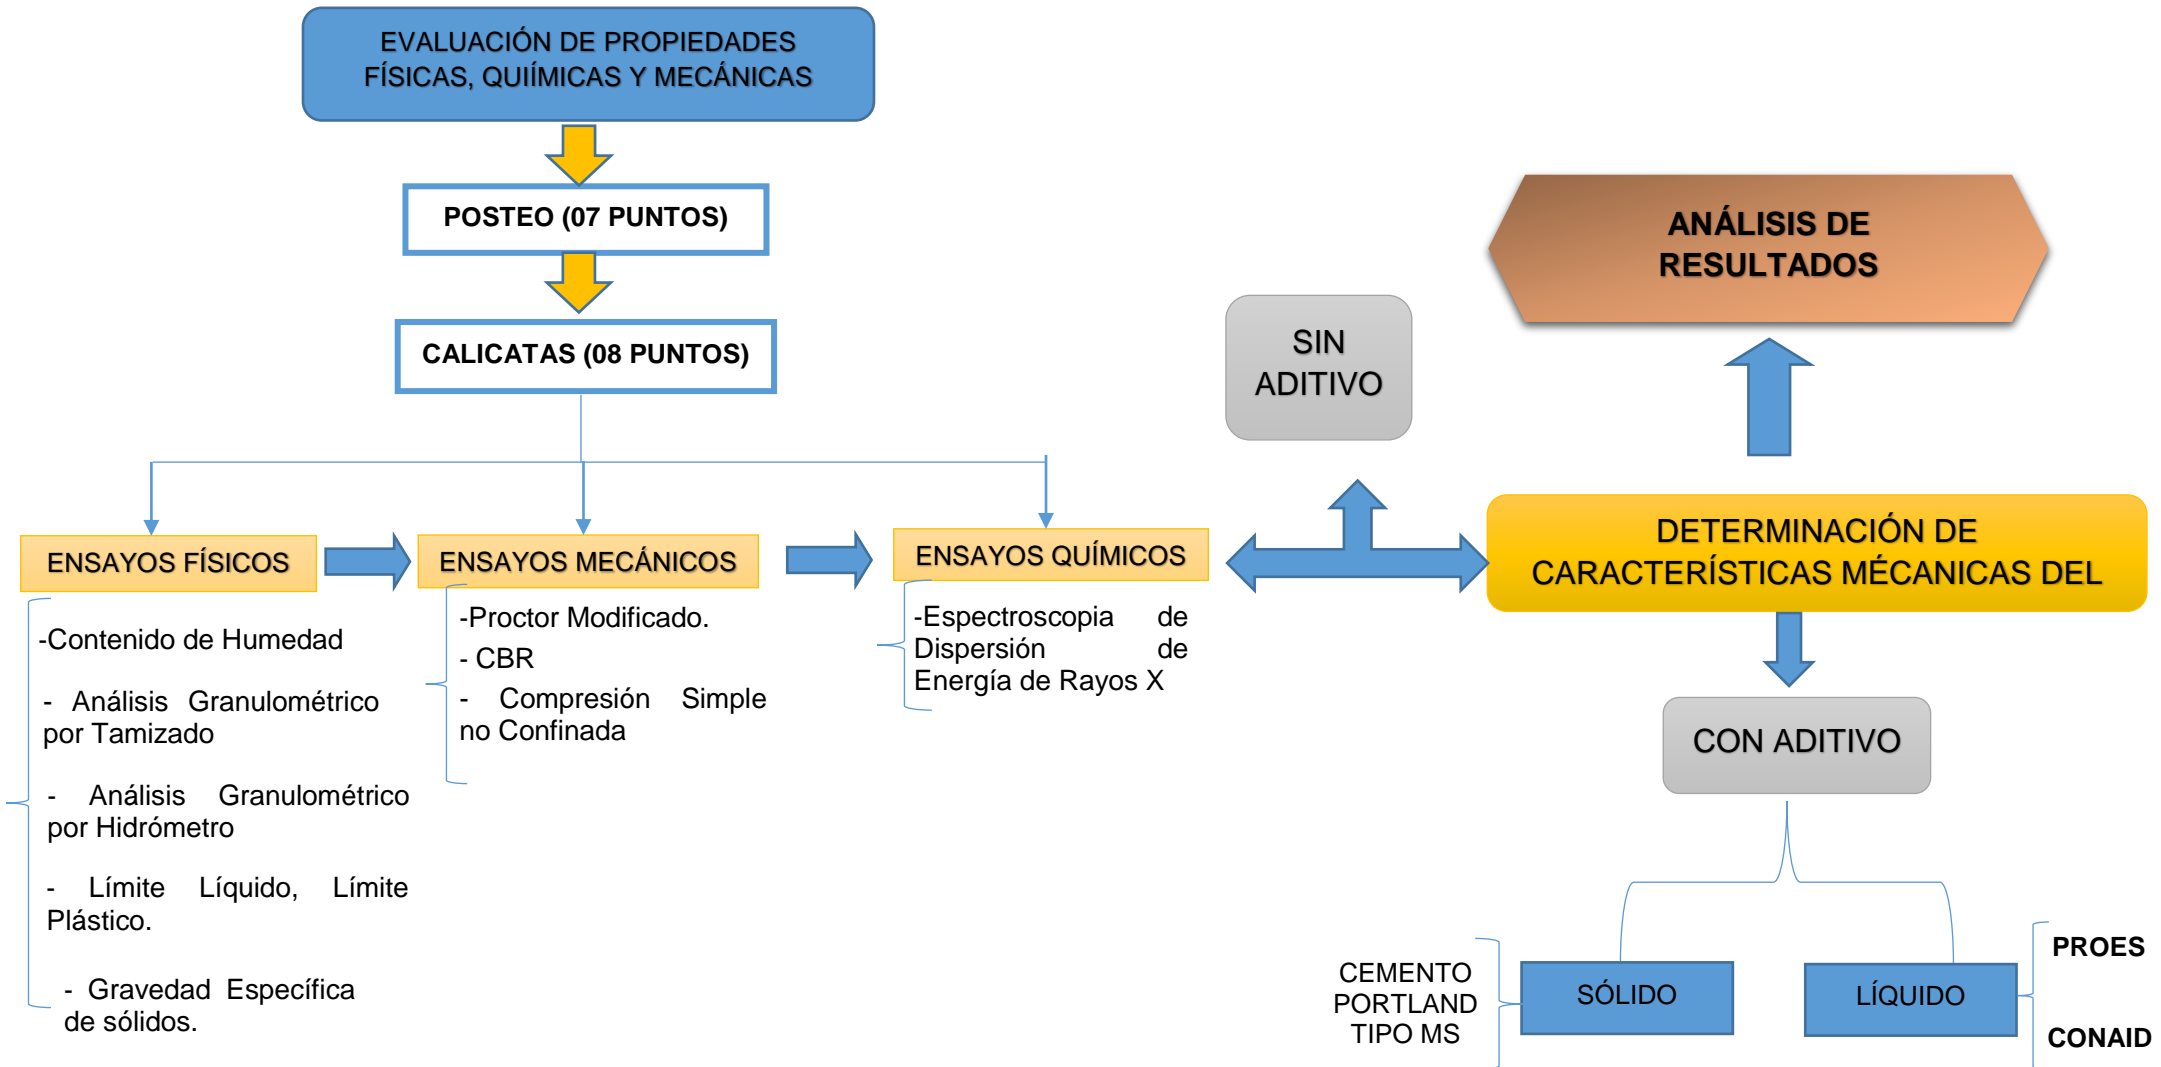 EVALUACIÓN DE PROPIEDADES
FÍSICAS, QUIÍMICAS Y MECÁNICAS
POSTEO (07 PUNTOS)
CALICATAS (08 PUNTOS)
ENSAYOS FÍSICOS
-Contenido de Humedad
- Análisis Granulométrico
por Tamizado
- Análisis Granulométrico
por Hidrómetro
- Límite Líquido, Límite
Plástico.
- Gravedad Específica
de sólidos.
ENSAYOS MECÁNICOS
-Proctor Modificado.
- CBR
- Compresión Simple
no Confinada
ENSAYOS QUÍMICOS
-Espectroscopia de
Dispersión de
Energía de Rayos X
SIN
ADITIVO
ANÁLISIS DE
RESULTADOS
DETERMINACIÓN DE
CARACTERÍSTICAS MÉCANICAS DEL
CON ADITIVO
CEMENTO
PORTLAND
TIPO MS
SÓLIDO
LÍQUIDO
PROES
CONAID